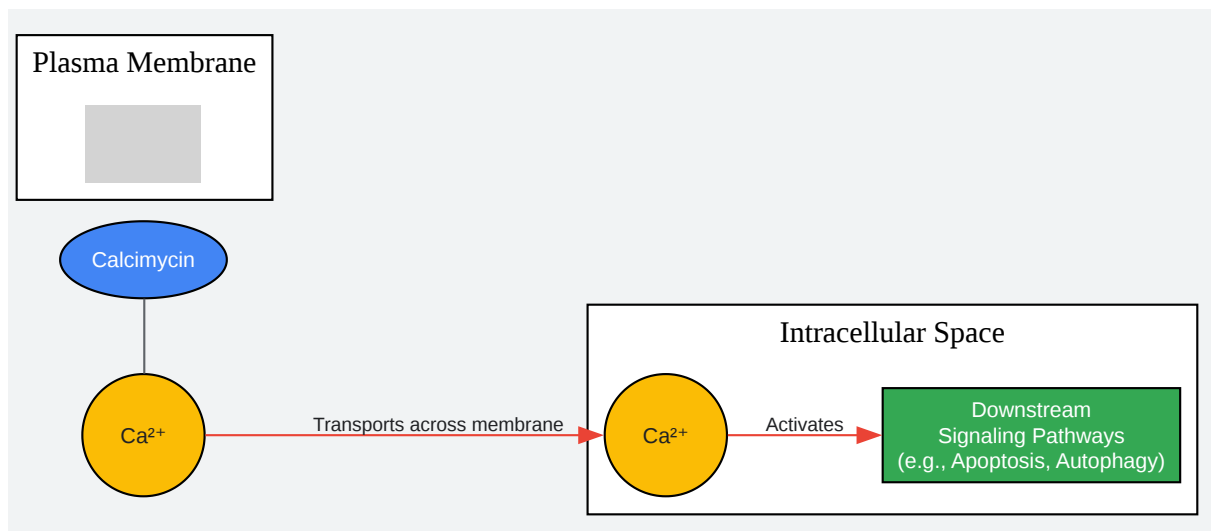 Plasma Membrane
Calcimycin
Ca²⁺
Transports across membrane
Intracellular Space
Ca²⁺
Activates
Downstream
Signaling Pathways
(e.g., Apoptosis, Autophagy)